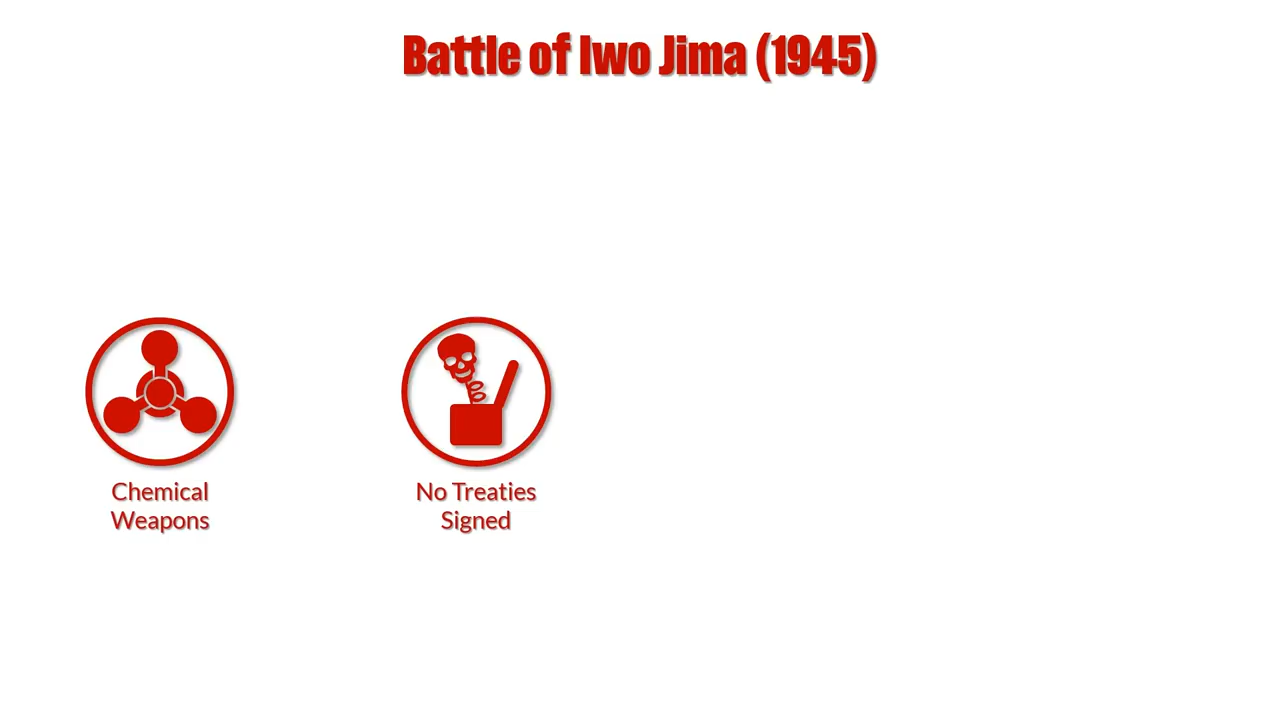 Battle of Iwo Jima (1945)
Chemical
Weapons
No Treaties
Signed